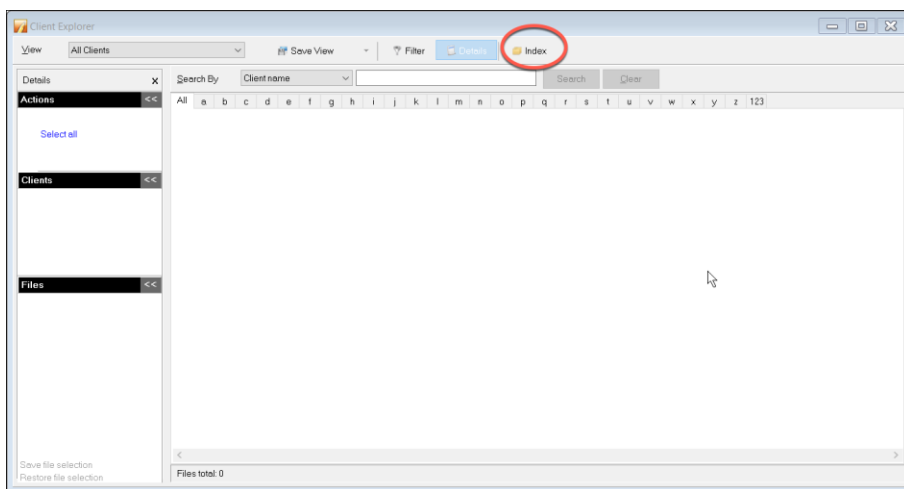 Client Explorer
View All Clients Save View Filter Details Index
Details x Search By Client name Search Clear
Actions <<
All a b c d e f g h i j k l m n o p q r s t u v w x y z 123
Select all
Clients <<
Files <<
Save file selection
Restore file selection
Files total: 0